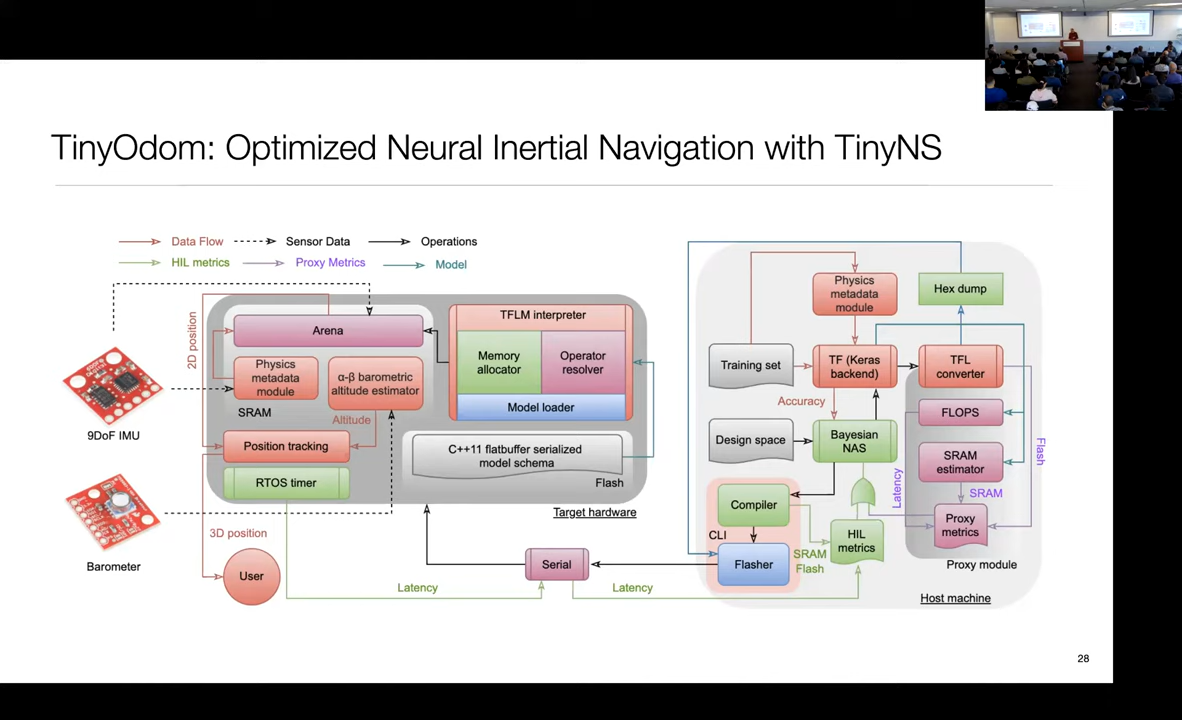 TinyOdom: Optimized Neural Inertial Navigation with TinyNS
Data Flow
Sensor Data
Operations
HIL metrics
Proxy Metrics
Model
2D position
Arena
Physics
metadata
module
α-β barometric
altitude estimator
SRAM
Altitude
Position tracking
RTOS timer
TFLM interpreter
Memory
allocator
Operator
resolver
Model loader
C++11 flatbuffer serialized
model schema
Flash
Target hardware
9DoF IMU
Barometer
3D position
User
Latency
Serial
Latency
Physics
metadata
module
Hex dump
Training set
TF (Keras
backend)
TFL
converter
Accuracy
FLOPS
Design space
Bayesian
NAS
SRAM
estimator
Flash
Latency
SRAM
Compiler
CLI
Flasher
SRAM
Flash
HIL
metrics
Proxy
metrics
Proxy module
Host machine
28